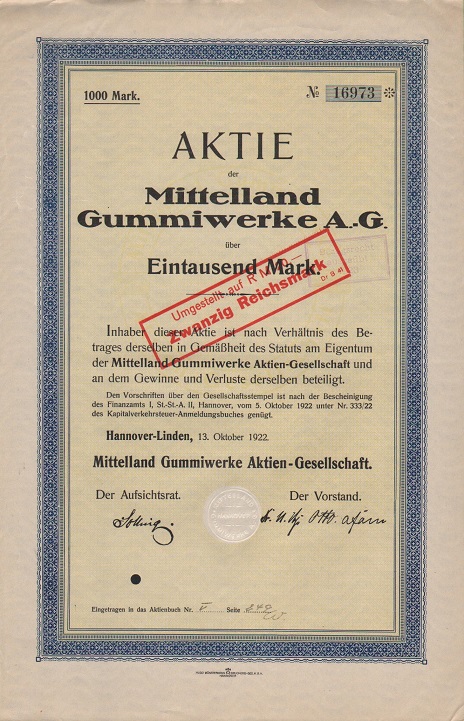 1000 Mark.
№ 16973
AKTIE
der
Mittelland
Gummiwerke A.-G.
über
Eintausend Mark.
Umgestellt auf RM 20.—
Zwanzig Reichsmark
Inhaber dieser Aktie ist nach Verhältnis des Be-
trages derselben in Gemäßheit des Statuts am Eigentum
der Mittelland Gummiwerke Aktien-Gesellschaft und
an dem Gewinne und Verluste derselben beteiligt.
Den Vorschriften über den Gesellschaftsstempel ist nach der Bescheinigung
des Finanzamts I, St.-St.-A. II, Hannover, vom 5. Oktober 1922 unter Nr. 333/22
des Kapitalverkehrsteuer-Anmeldungsbuches genügt.
Hannover-Linden, 13. Oktober 1922.
Mittelland Gummiwerke Aktien-Gesellschaft.
Der Aufsichtsrat. Der Vorstand.
Eingetragen in das Aktienbuch Nr. V Seite